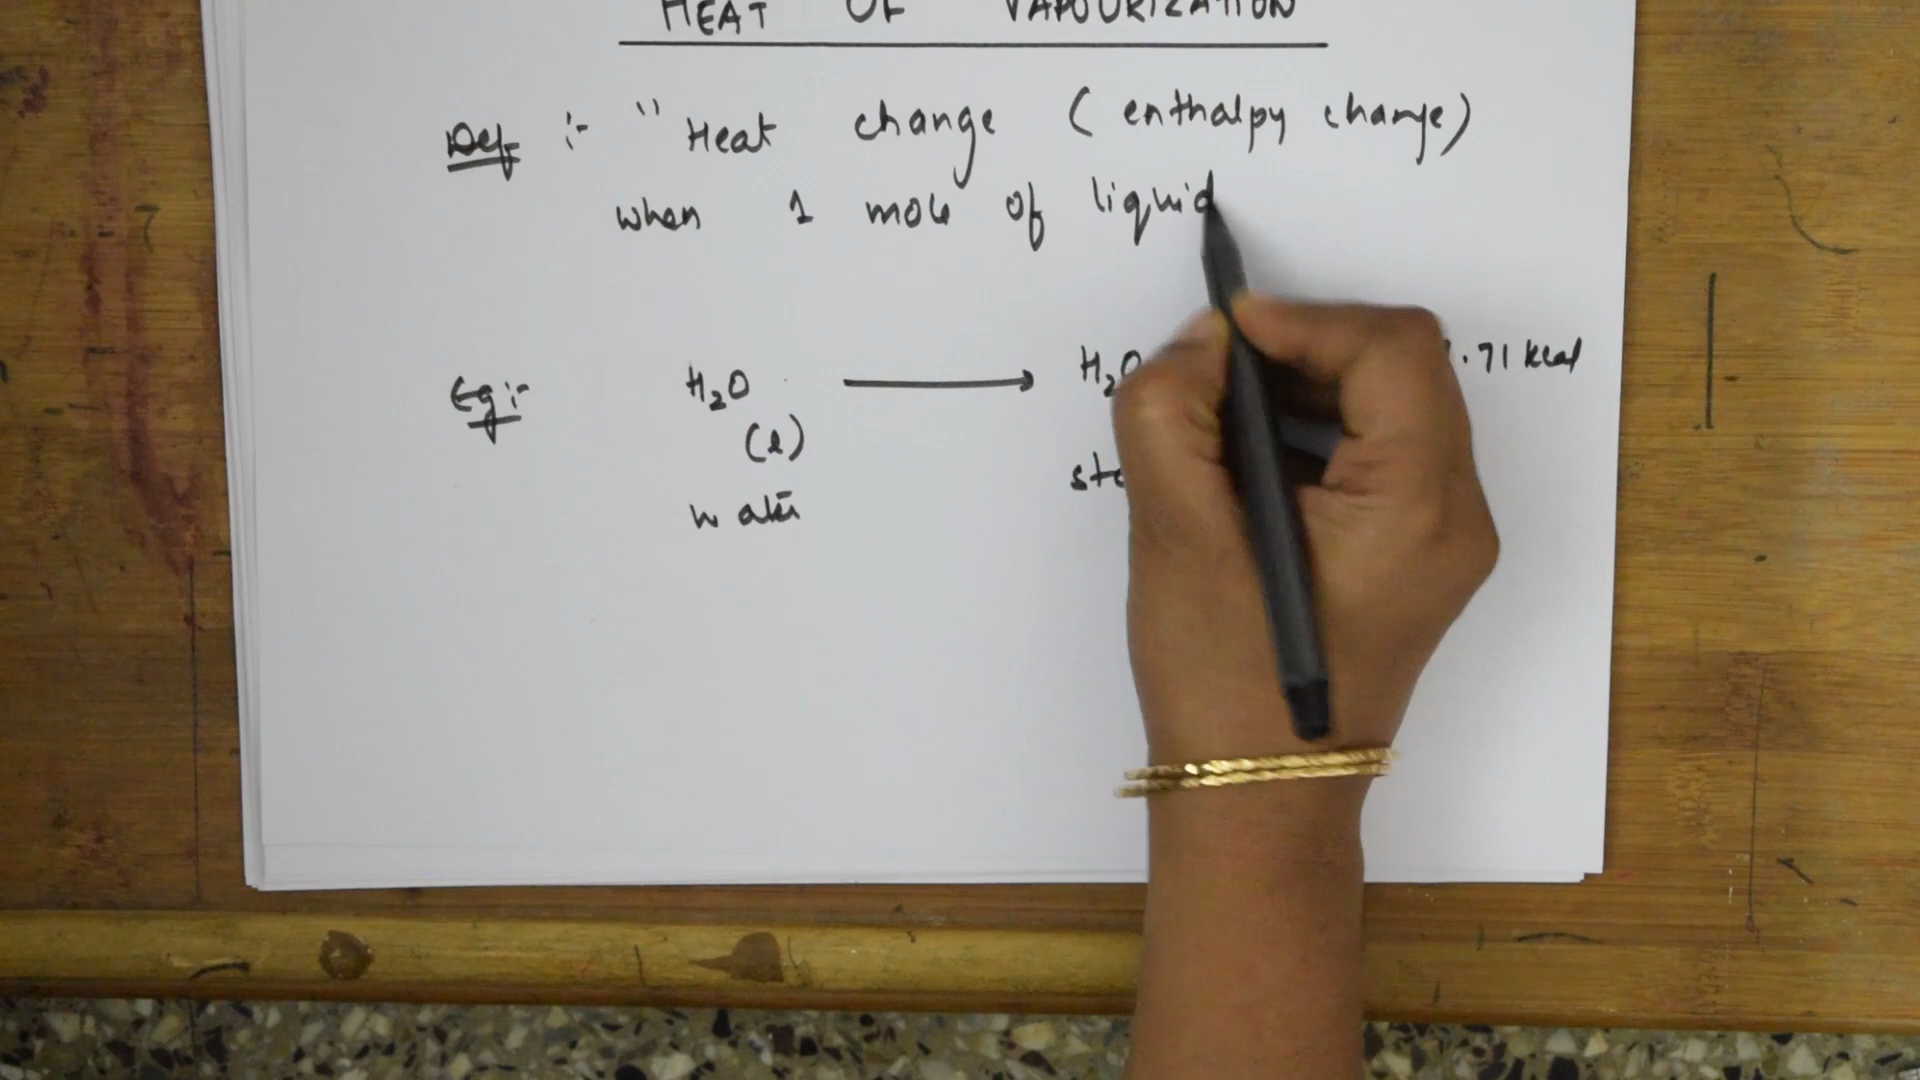 HEAT OF VAPOURIZATION
Def :- " Heat change ( enthalpy change)
when 1 mole of liquid
Eg :- H₂O ⟶ H₂O .71 kcal
(l)
water